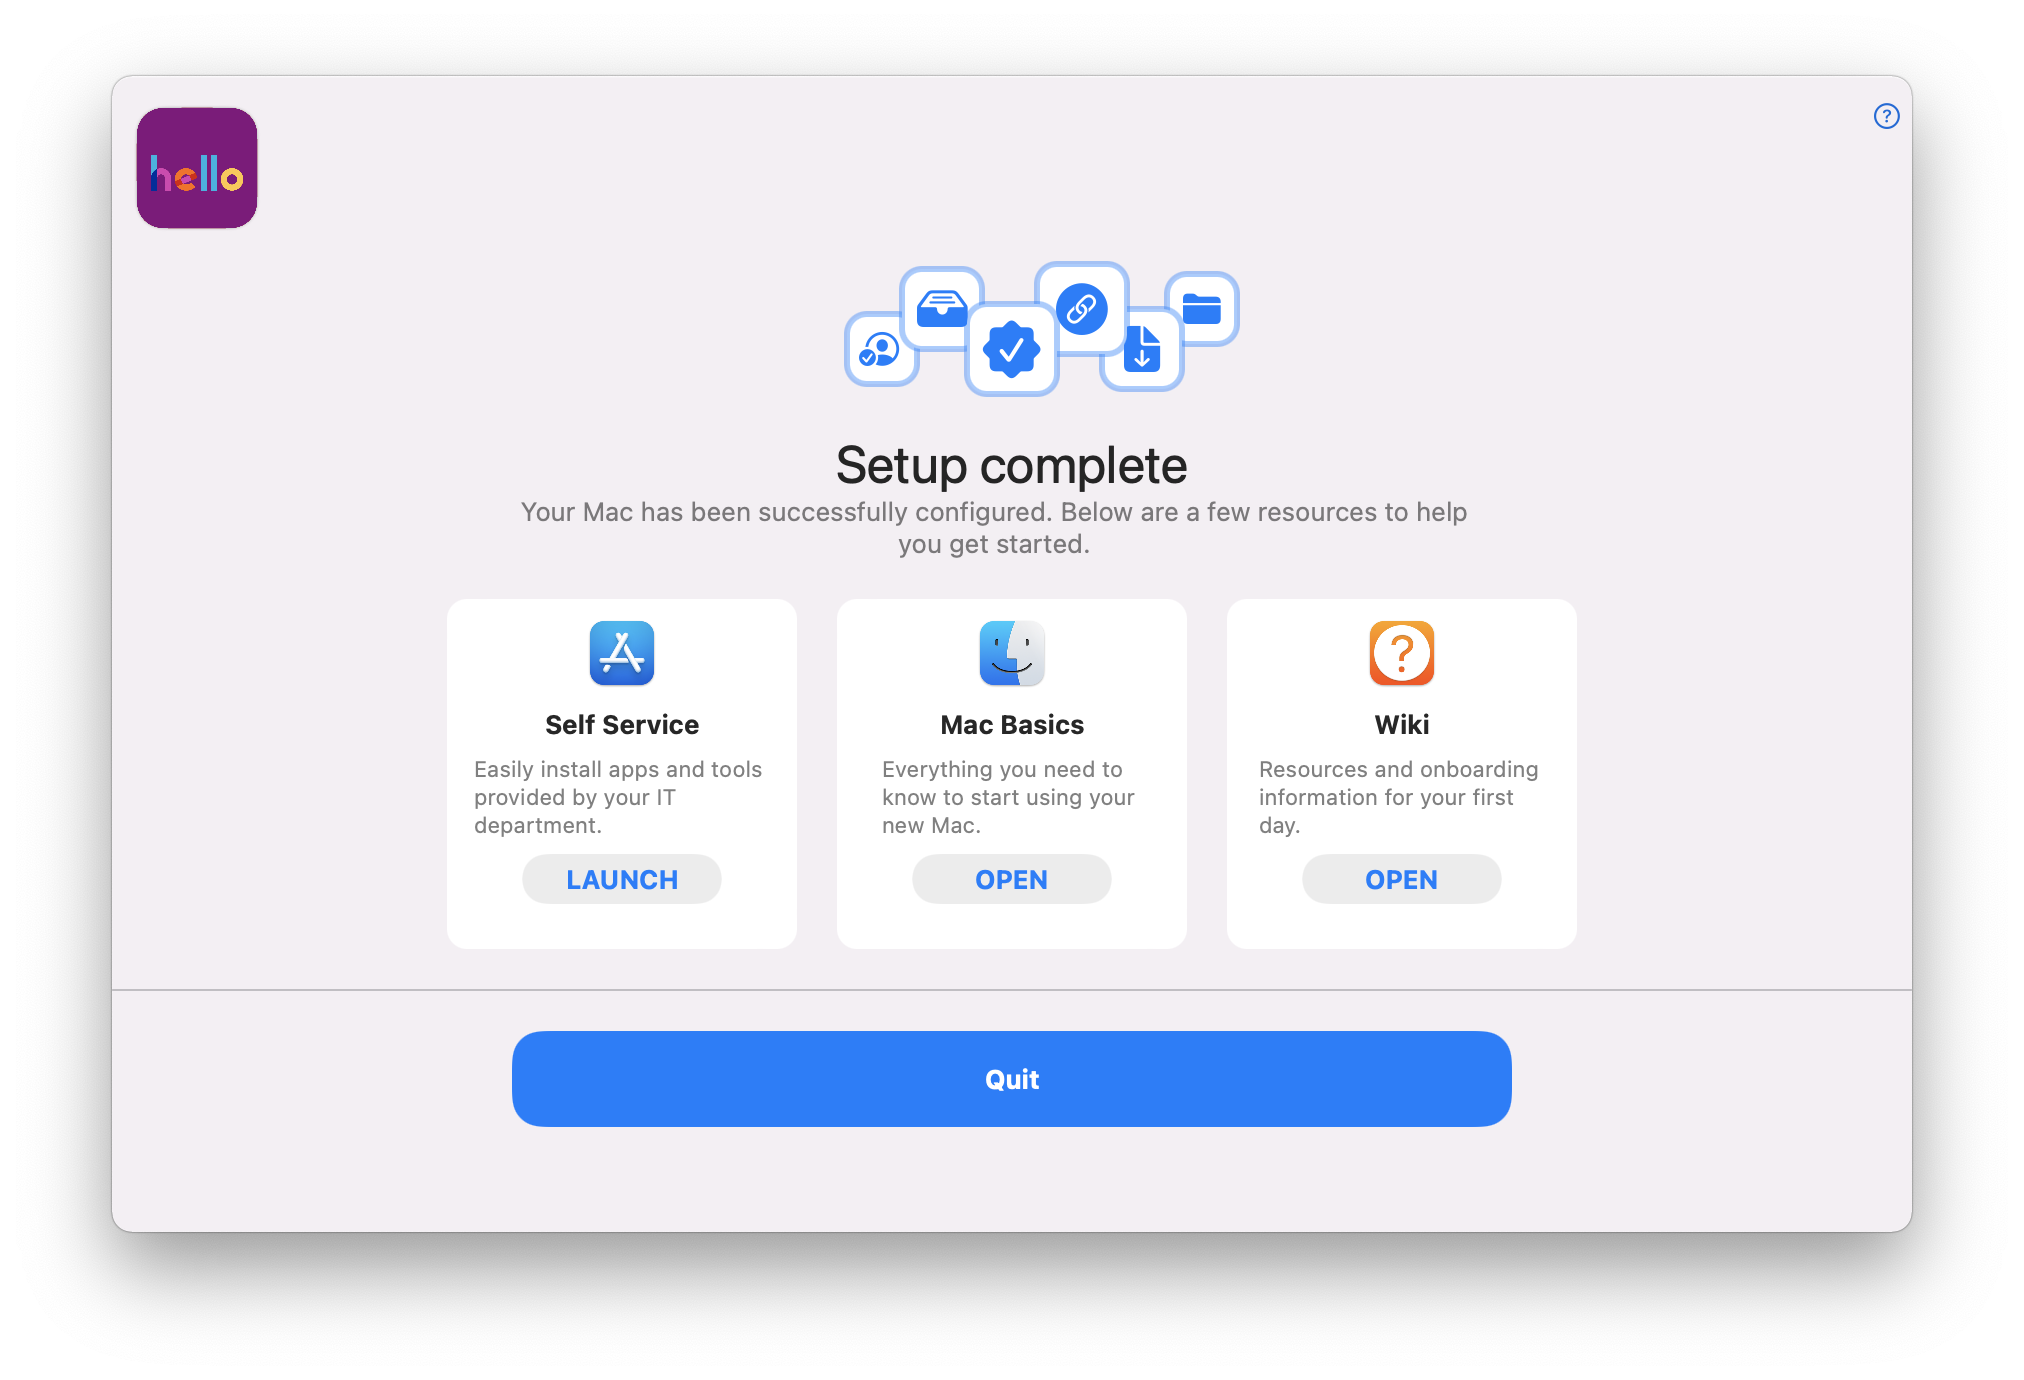 hello
?
Setup complete
Your Mac has been successfully configured. Below are a few resources to help
you get started.
Self Service
Easily install apps and tools
provided by your IT
department.
LAUNCH
Mac Basics
Everything you need to
know to start using your
new Mac.
OPEN
?
Wiki
Resources and onboarding
information for your first
day.
OPEN
Quit